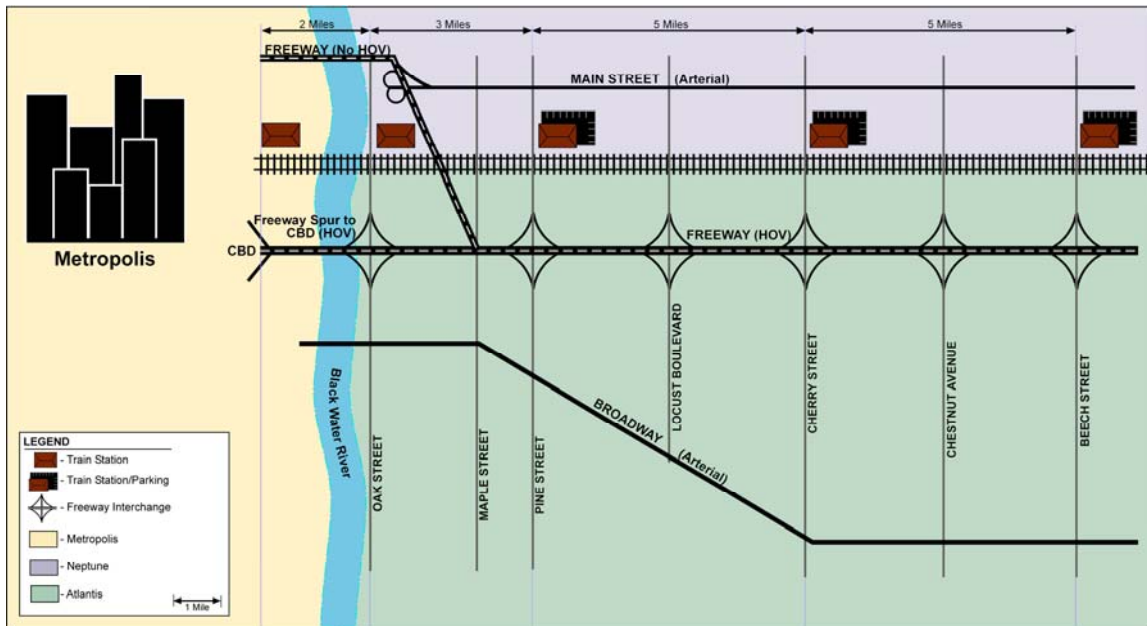 2 Miles
3 Miles
5 Miles
5 Miles
FREEWAY (No HOV)
MAIN STREET (Arterial)
Freeway Spur to
CBD (HOV)
CBD
FREEWAY (HOV)
Metropolis
Black Water River
OAK STREET
MAPLE STREET
PINE STREET
LOCUST BOULEVARD
CHERRY STREET
CHESTNUT AVENUE
BEECH STREET
BROADWAY (Arterial)
LEGEND
- Train Station
- Train Station/Parking
- Freeway Interchange
- Metropolis
- Neptune
- Atlantis
1 Mile